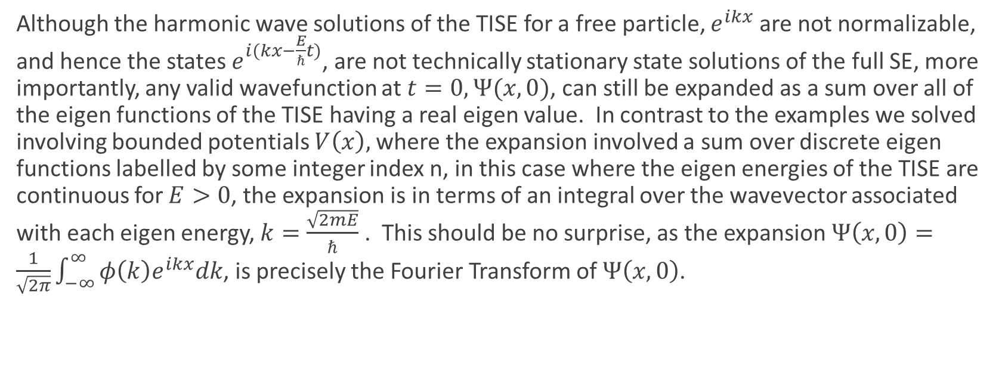 Although the harmonic wave solutions of the TISE for a free particle, $e^{ikx}$ are not normalizable,
and hence the states $e^{i(kx-\frac{E}{\hbar}t)}$, are not technically stationary state solutions of the full SE, more
importantly, any valid wavefunction at $t = 0, \Psi(x, 0)$, can still be expanded as a sum over all of
the eigen functions of the TISE having a real eigen value.  In contrast to the examples we solved
involving bounded potentials $V(x)$, where the expansion involved a sum over discrete eigen
functions labelled by some integer index n, in this case where the eigen energies of the TISE are
continuous for $E > 0$, the expansion is in terms of an integral over the wavevector associated
with each eigen energy, $k = \frac{\sqrt{2mE}}{\hbar}$ .  This should be no surprise, as the expansion $\Psi(x, 0) =$
$\frac{1}{\sqrt{2\pi}} \int_{-\infty}^{\infty} \phi(k)e^{ikx}dk$, is precisely the Fourier Transform of $\Psi(x, 0)$.